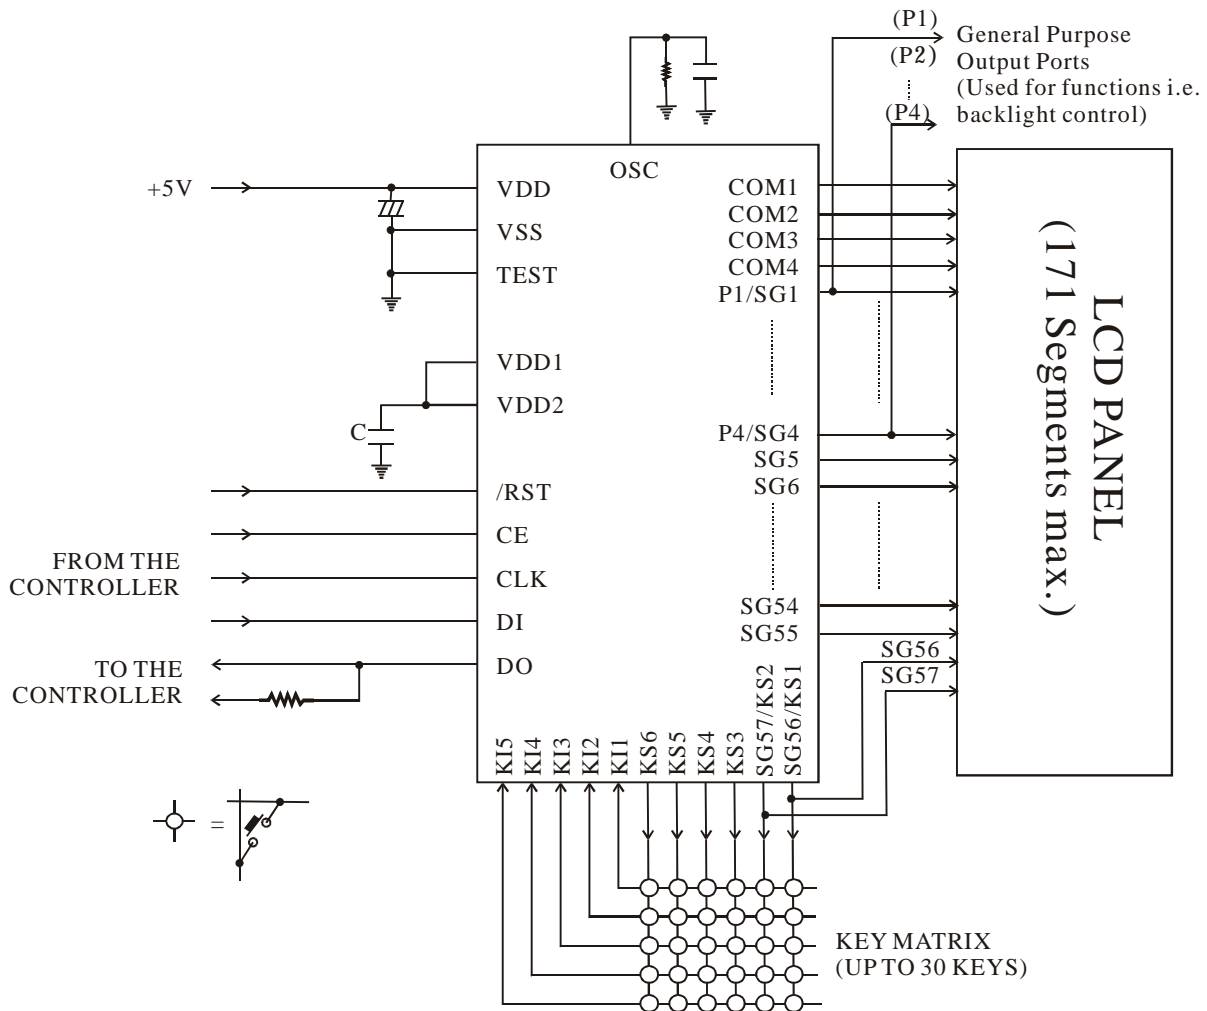 (P1)
General Purpose
(P2)
Output Ports
(Used for functions i.e.
(P4)
backlight control)
OSC
+5V
VDD
VSS
TEST
VDD1
VDD2
C
/RST
CE
FROM THE
CONTROLLER
CLK
DI
TO THE
CONTROLLER
DO
COM1
COM2
COM3
COM4
P1/SG1
P4/SG4
SG5
SG6
SG54
SG55
SG56
SG57
LCD PANEL
(171 Segments max.)
KI5
KI4
KI3
KI2
KI1
KS6
KS5
KS4
KS3
SG57/KS2
SG56/KS1
=
KEY MATRIX
(UP TO 30 KEYS)